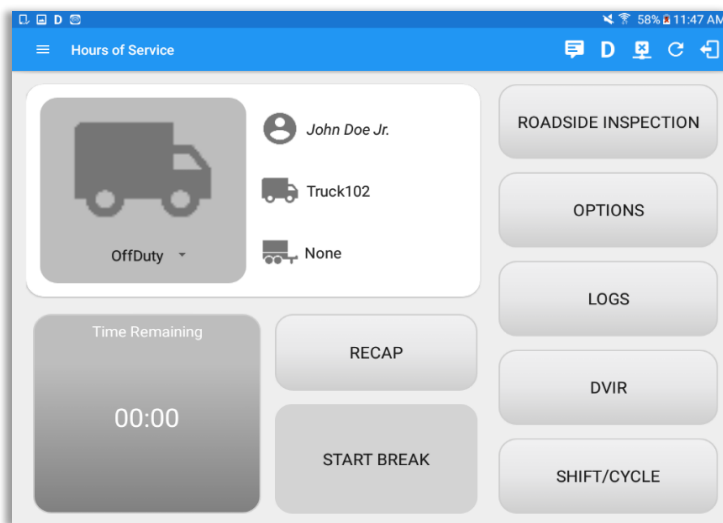 D 58% 11:47 AM
Hours of Service D
John Doe Jr.
Truck102
None
OffDuty
Time Remaining
00:00
RECAP
START BREAK
ROADSIDE INSPECTION
OPTIONS
LOGS
DVIR
SHIFT/CYCLE